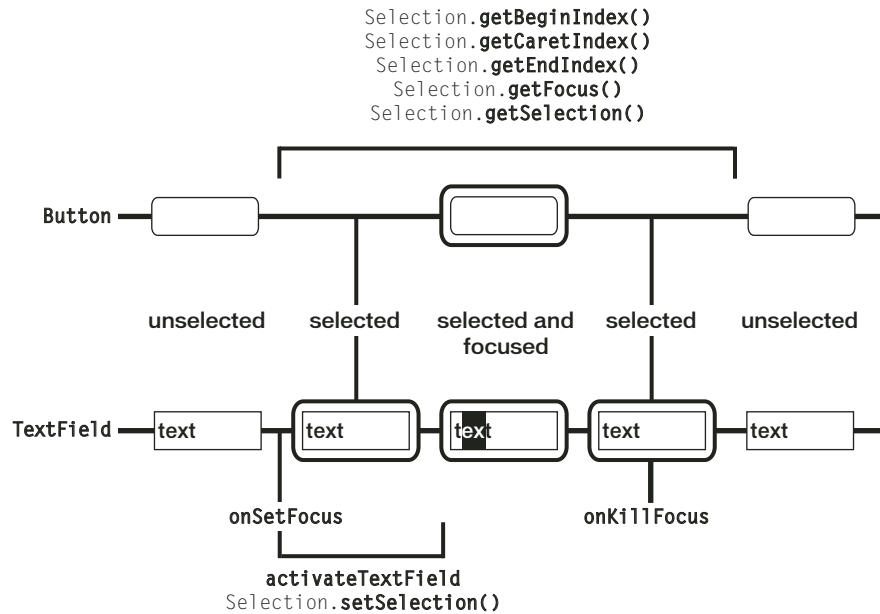 Selection.getBeginIndex()
Selection.getCaretIndex()
Selection.getEndIndex()
Selection.getFocus()
Selection.getSelection()
Button
unselected
selected
selected and
focused
selected
unselected
TextField
text
text
text
text
text
onSetFocus
onKillFocus
activateTextField
Selection.setSelection()